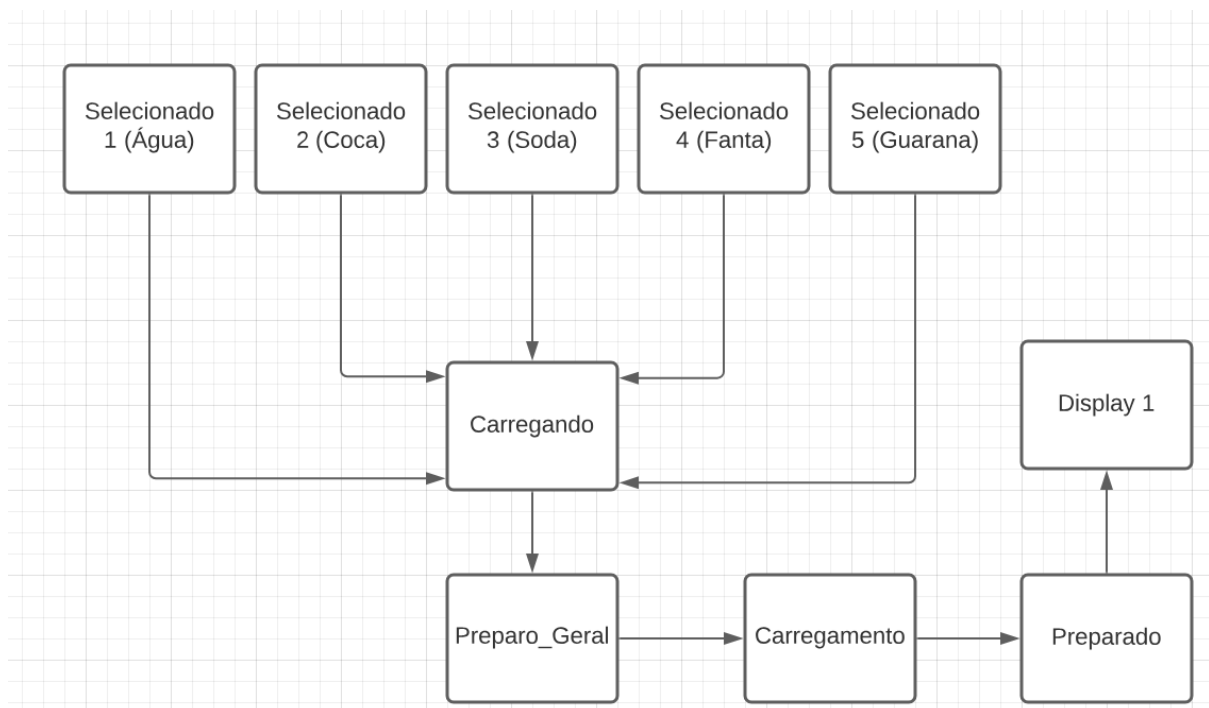 Selecionado
1 (Água)
Selecionado
2 (Coca)
Selecionado
3 (Soda)
Selecionado
4 (Fanta)
Selecionado
5 (Guarana)
Carregando
Display 1
Preparo_Geral
Carregamento
Preparado